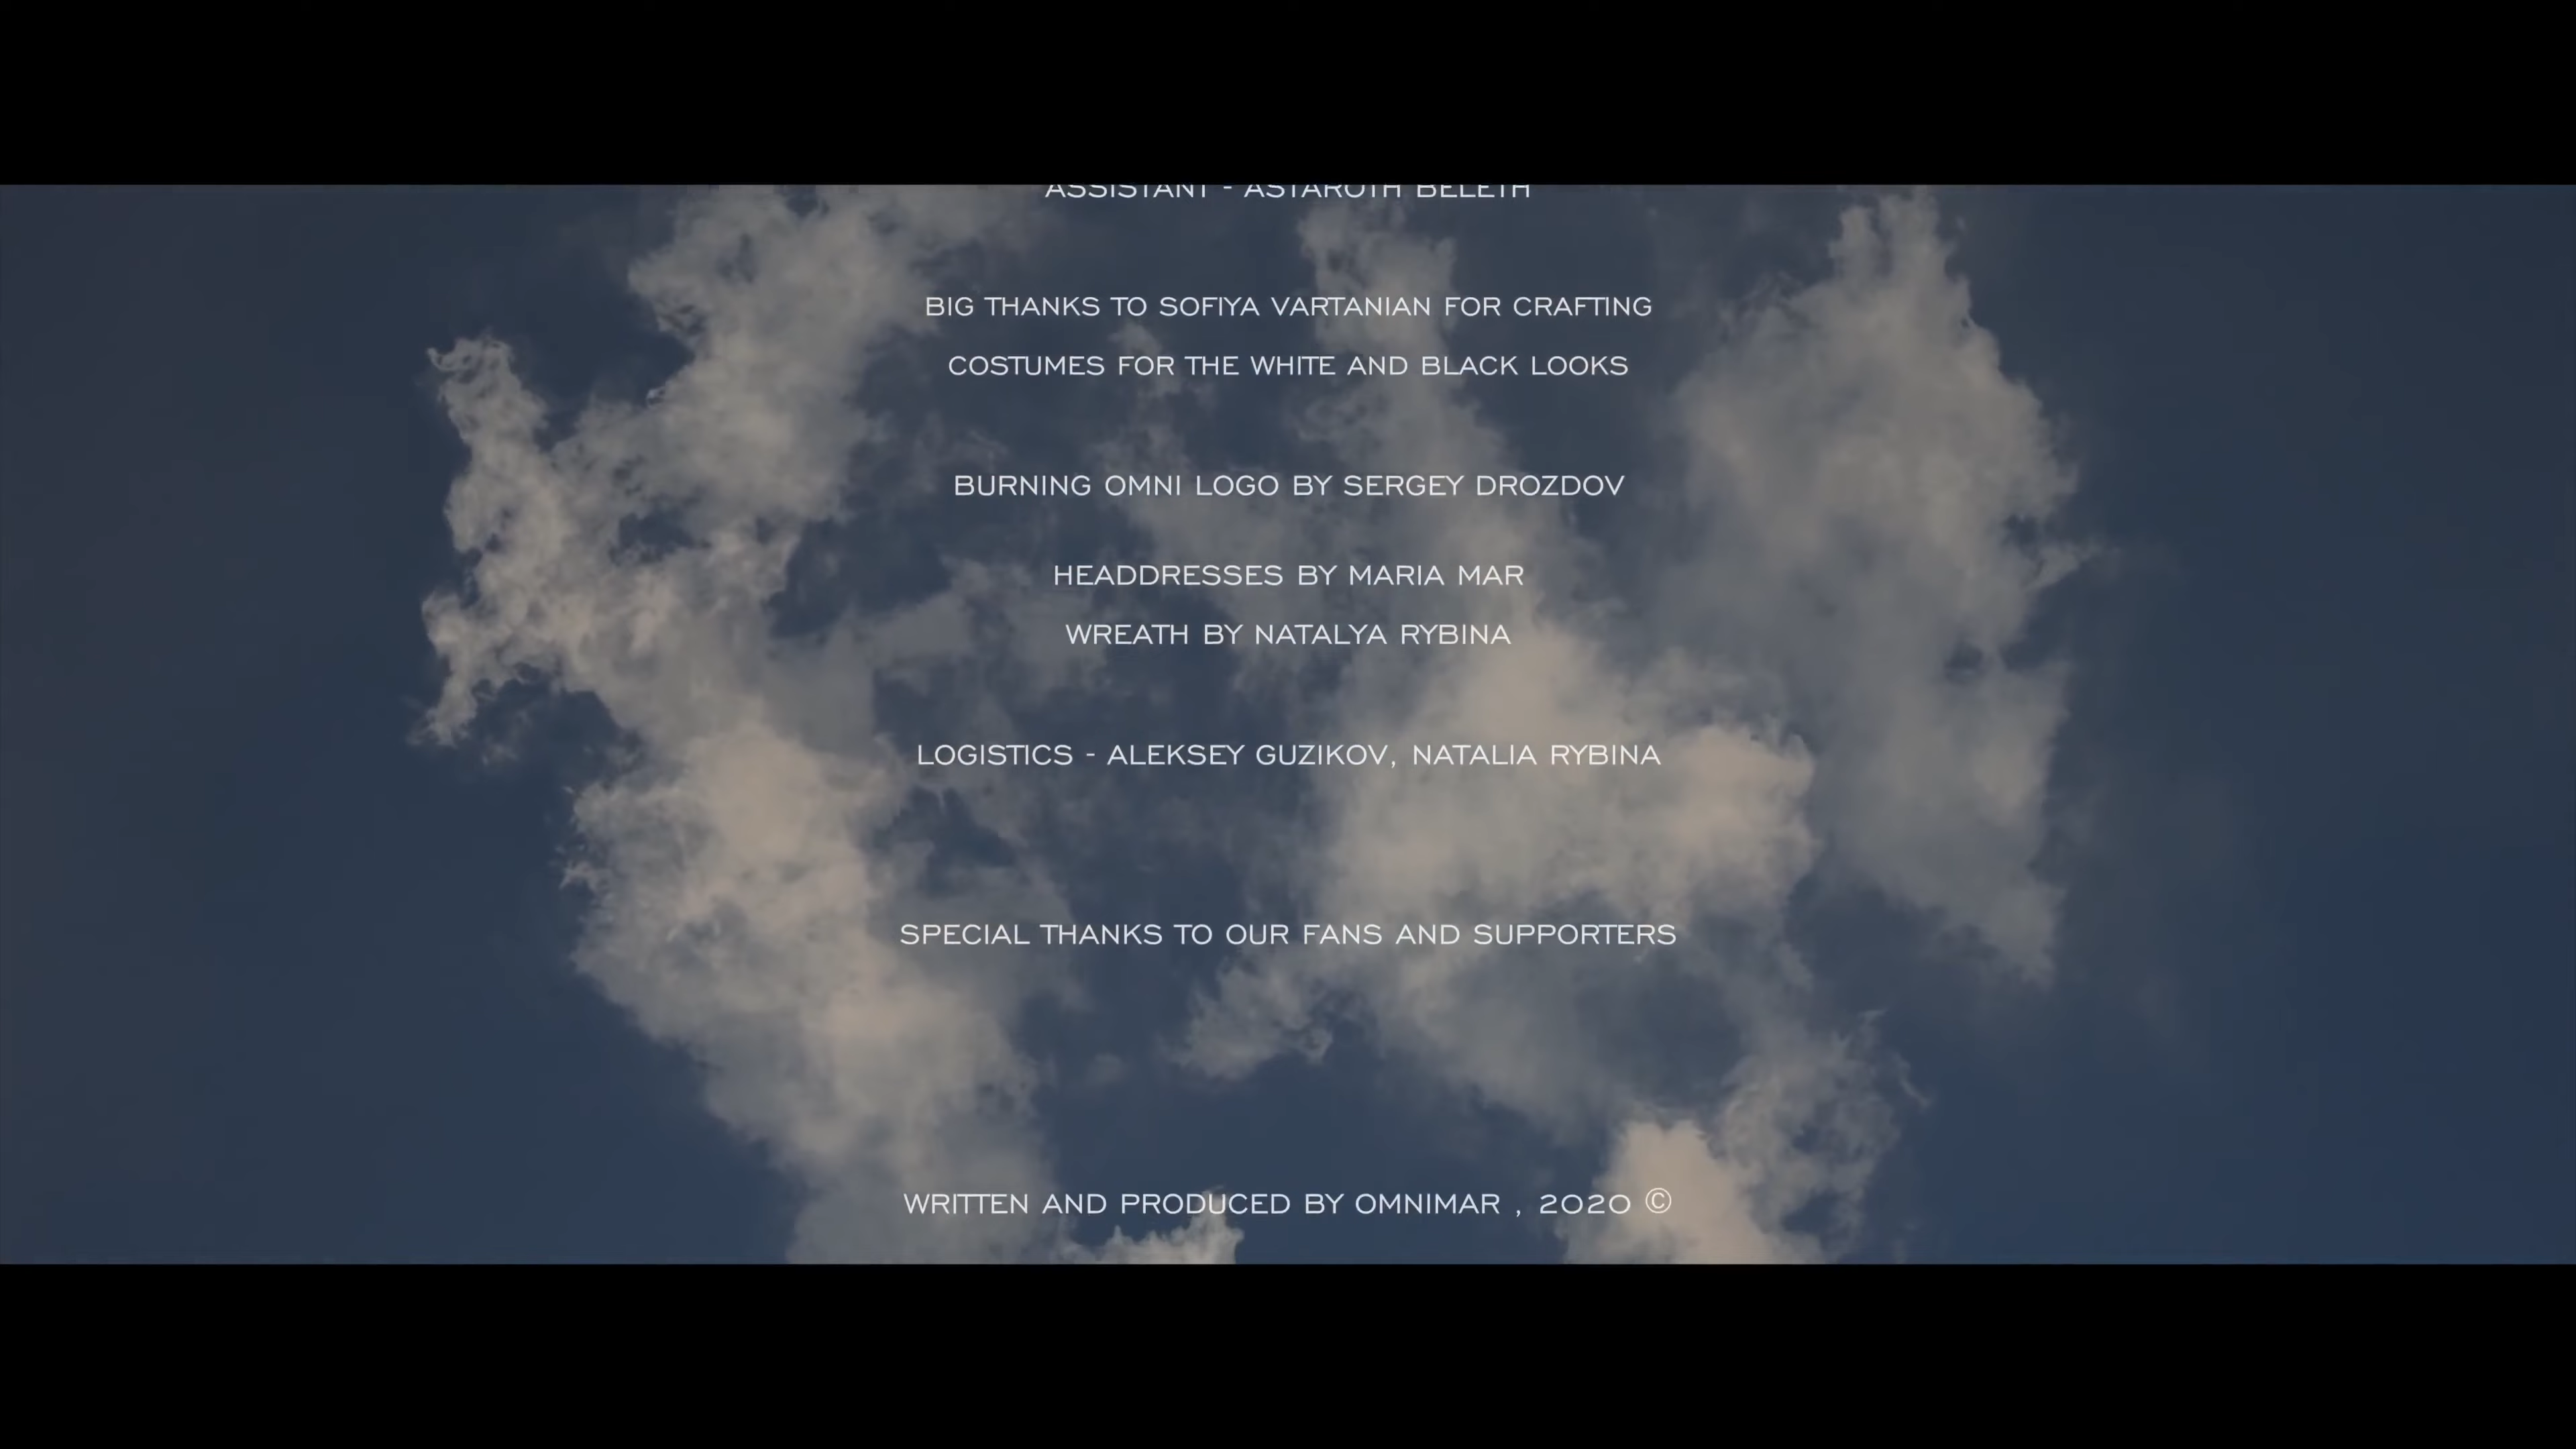 ASSISTANT - ASTAROTH BELETH
BIG THANKS TO SOFIYA VARTANIAN FOR CRAFTING
COSTUMES FOR THE WHITE AND BLACK LOOKS
BURNING OMNI LOGO BY SERGEY DROZDOV
HEADDRESSES BY MARIA MAR
WREATH BY NATALYA RYBINA
LOGISTICS - ALEKSEY GUZIKOV, NATALIA RYBINA
SPECIAL THANKS TO OUR FANS AND SUPPORTERS
WRITTEN AND PRODUCED BY OMNIMAR , 2020 ©